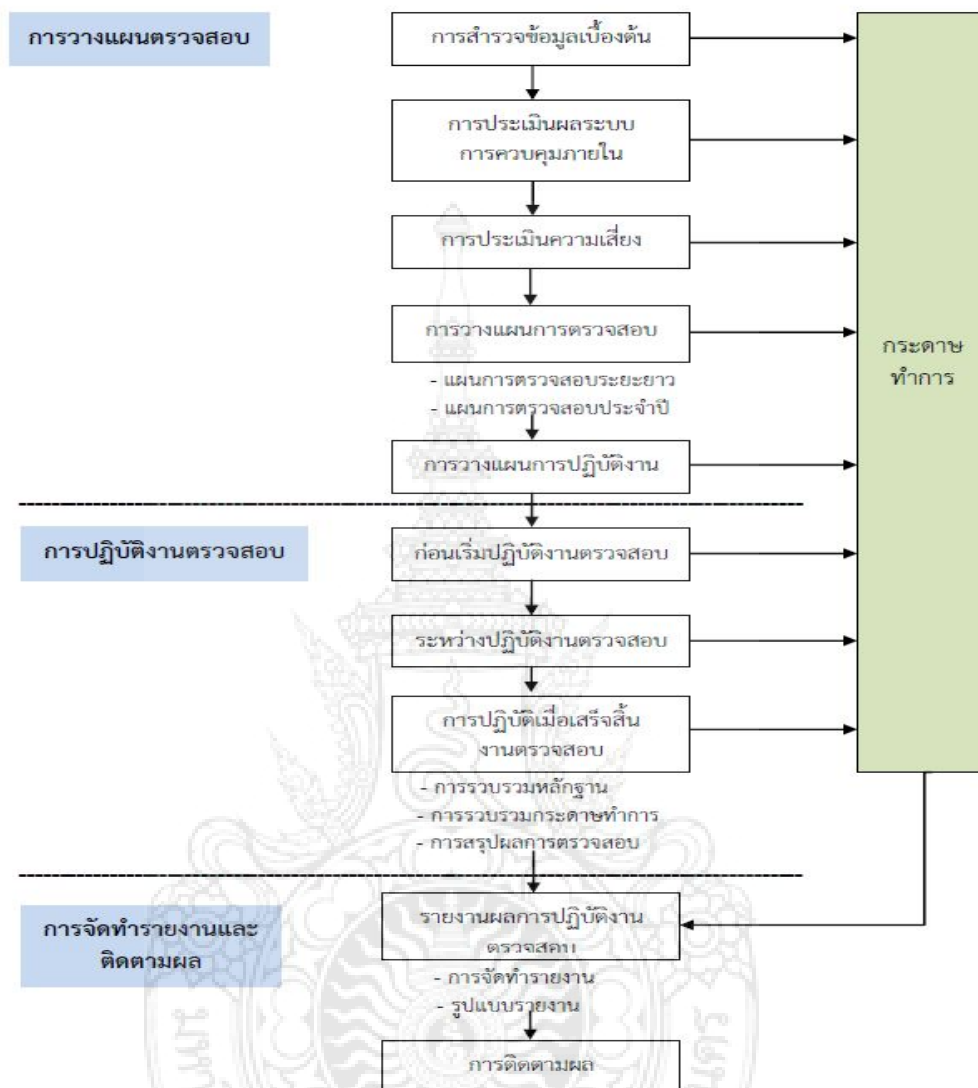 การวางแผนตรวจสอบ
การสำรวจข้อมูลเบื้องต้น
การประเมินผลระบบ
การควบคุมภายใน
การประเมินความเสี่ยง
การวางแผนการตรวจสอบ
- แผนการตรวจสอบระยะยาว
- แผนการตรวจสอบประจำปี
การวางแผนการปฏิบัติงาน
กระดาษ
ทำการ
การปฏิบัติงานตรวจสอบ
ก่อนเริ่มปฏิบัติงานตรวจสอบ
ระหว่างปฏิบัติงานตรวจสอบ
การปฏิบัติเมื่อเสร็จสิ้น
งานตรวจสอบ
- การรวบรวมหลักฐาน
- การรวบรวมกระดาษทำการ
- การสรุปผลการตรวจสอบ
การจัดทำรายงานและ
ติดตามผล
รายงานผลการปฏิบัติงาน
ตรวจสอบ
- การจัดทำรายงาน
- รูปแบบรายงาน
การติดตามผล